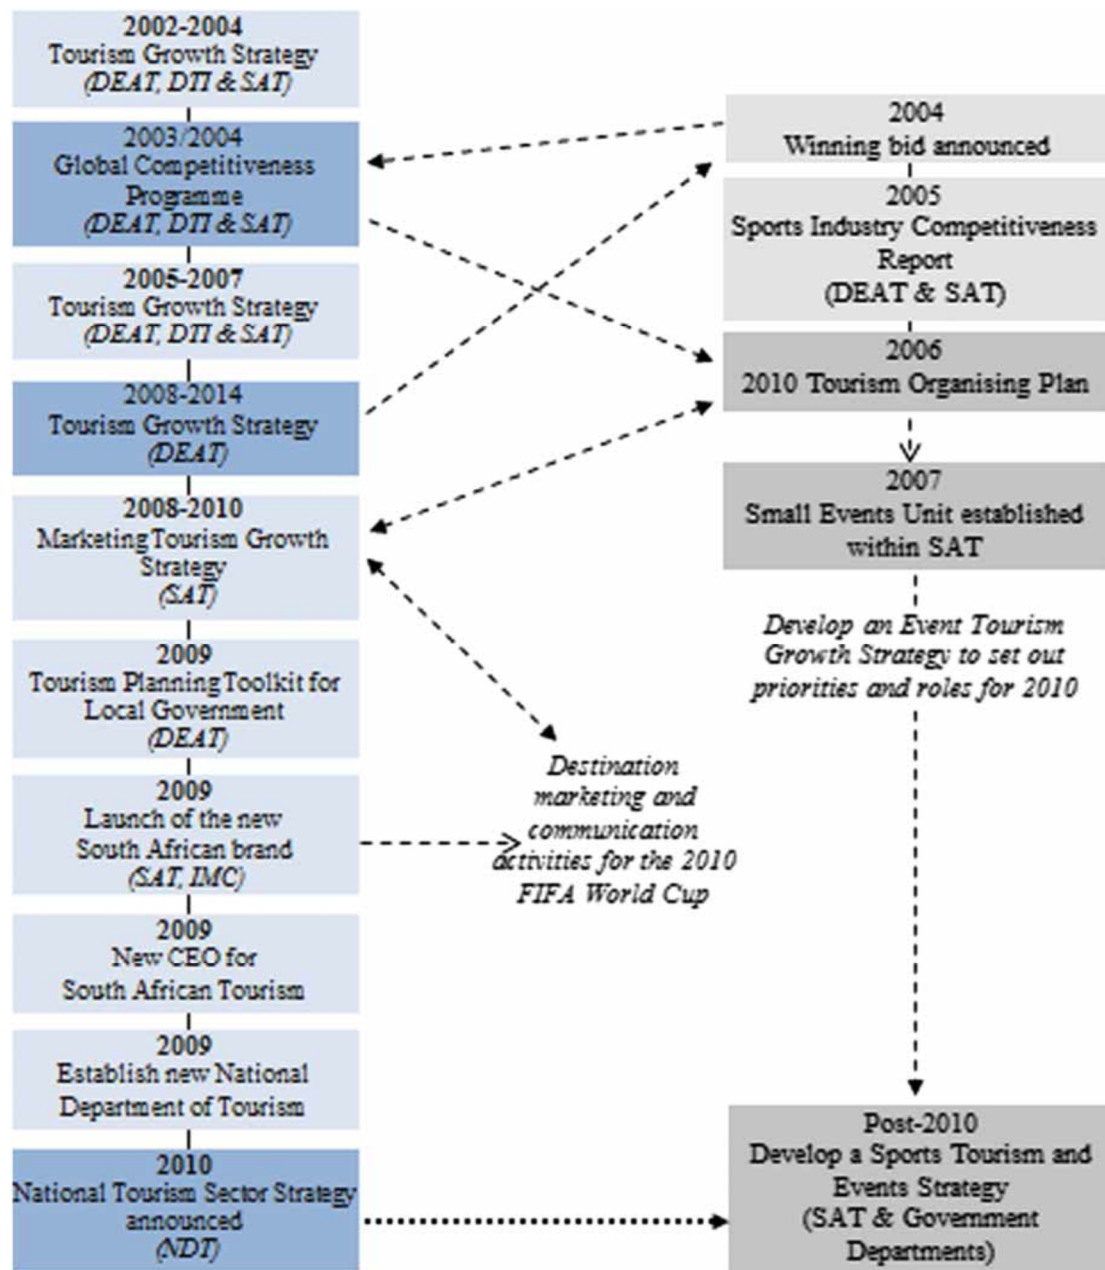 2002-2004
Tourism Growth Strategy
(DEAT, DTI & SAT)
2003/2004
Global Competitiveness
Programme
(DEAT, DTI & SAT)
2005-2007
Tourism Growth Strategy
(DEAT, DTI & SAT)
2008-2014
Tourism Growth Strategy
(DEAT)
2008-2010
Marketing Tourism Growth
Strategy
(SAT)
2009
Tourism Planning Toolkit for
Local Government
(DEAT)
2009
Launch of the new
South African brand
(SAT, IMC)
2009
New CEO for
South African Tourism
2009
Establish new National
Department of Tourism
2010
National Tourism Sector Strategy
announced
(NDT)
Destination
marketing and
communication
activities for the 2010
FIFA World Cup
2004
Winning bid announced
2005
Sports Industry Competitiveness
Report
(DEAT & SAT)
2006
2010 Tourism Organising Plan
2007
Small Events Unit established
within SAT
Develop an Event Tourism
Growth Strategy to set out
priorities and roles for 2010
Post-2010
Develop a Sports Tourism and
Events Strategy
(SAT & Government
Departments)